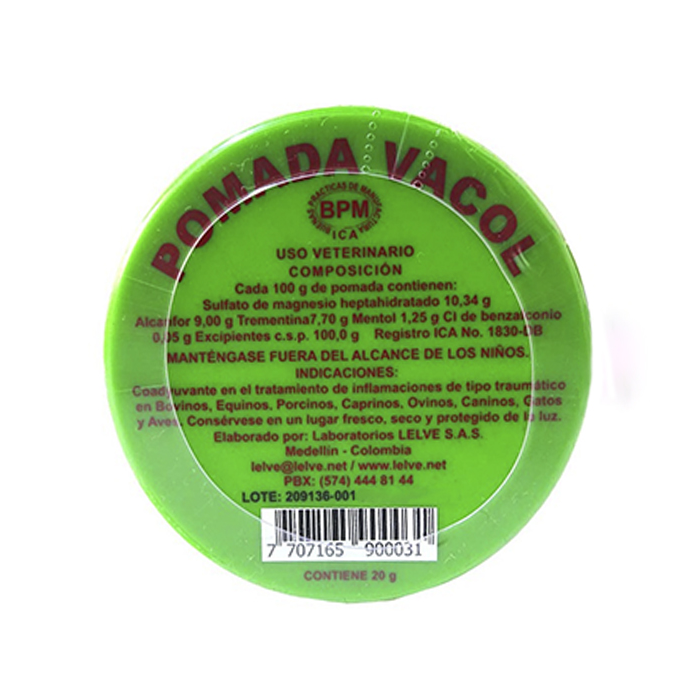 POMADA VACOL
BUENAS PRACTICAS DE MANUFACTURA
BPM
ICA
USO VETERINARIO
COMPOSICIÓN
Cada 100 g de pomada contienen:
Sulfato de magnesio heptahidratado 10,34 g
Alcanfor 9,00 g Trementina7,70 g Mentol 1,25 g Cl de benzalconio
0,05 g Excipientes c.s.p. 100,0 g Registro ICA No. 1830-DB
MANTÉNGASE FUERA DEL ALCANCE DE LOS NIÑOS.
INDICACIONES:
Coadyuvante en el tratamiento de inflamaciones de tipo traumático
en Bovinos, Equinos, Porcinos, Caprinos, Ovinos, Caninos, Gatos
y Aves. Consérvese en un lugar fresco, seco y protegido de la luz.
Elaborado por: Laboratorios LELVE S.A.S.
Medellín - Colombia
lelve@lelve.net / www.lelve.net
PBX: (574) 444 81 44
LOTE: 209136-001
7 707165 900031
CONTIENE 20 g